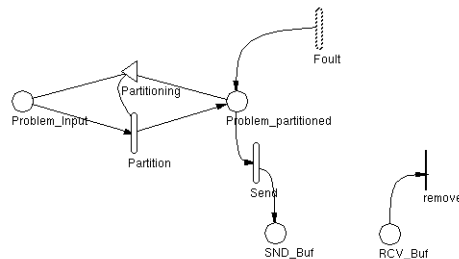 Foult
Partitioning
Problem_Input
Problem_partitioned
Partition
Send
remove
SND_Buf
RCV_Buf